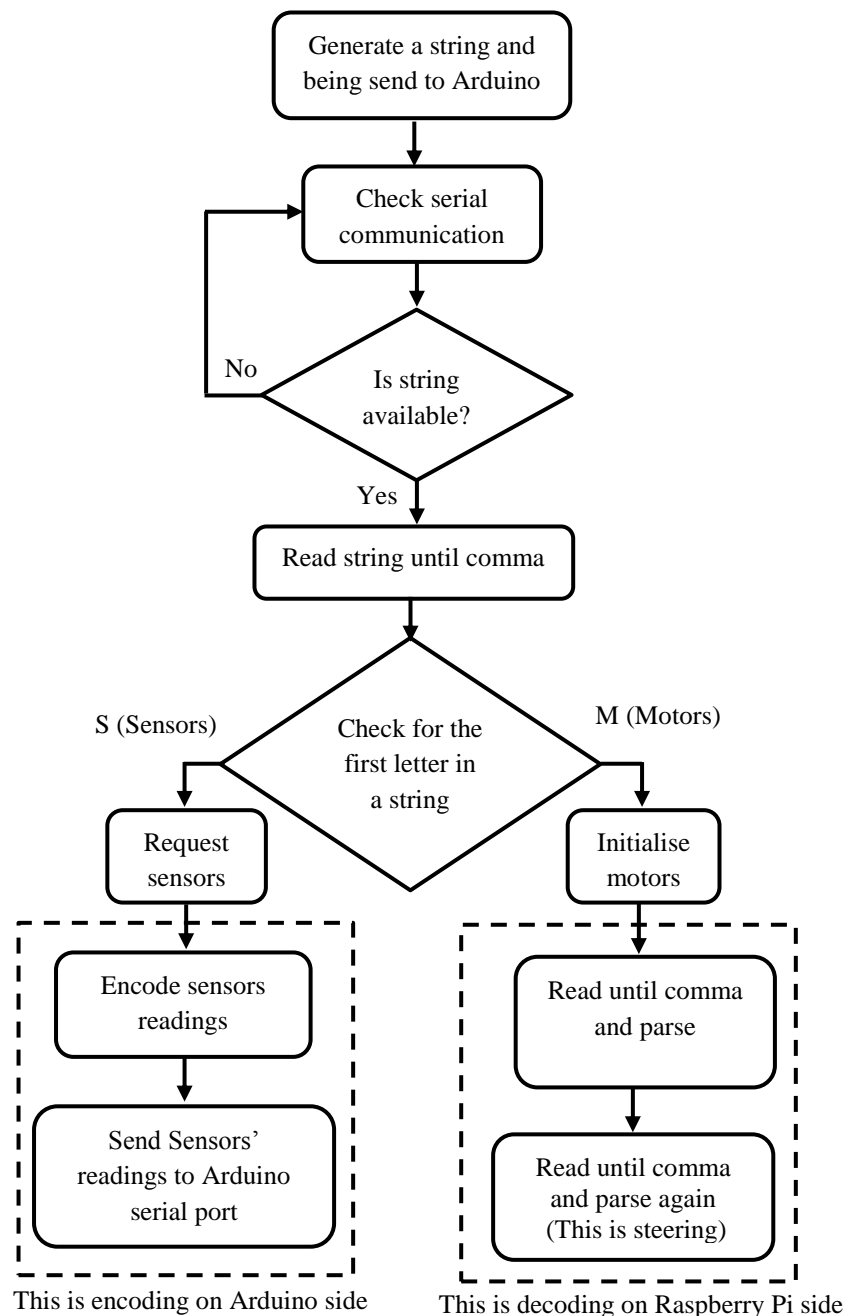 Generate a string and
being send to Arduino
Check serial
communication
No
Is string
available?
Yes
Read string until comma
S (Sensors)
M (Motors)
Check for the
first letter in
a string
Request
sensors
Initialise
motors
Encode sensors
readings
Read until comma
and parse
Send Sensors’
readings to Arduino
serial port
Read until comma
and parse again
(This is steering)
This is encoding on Arduino side
This is decoding on Raspberry Pi side